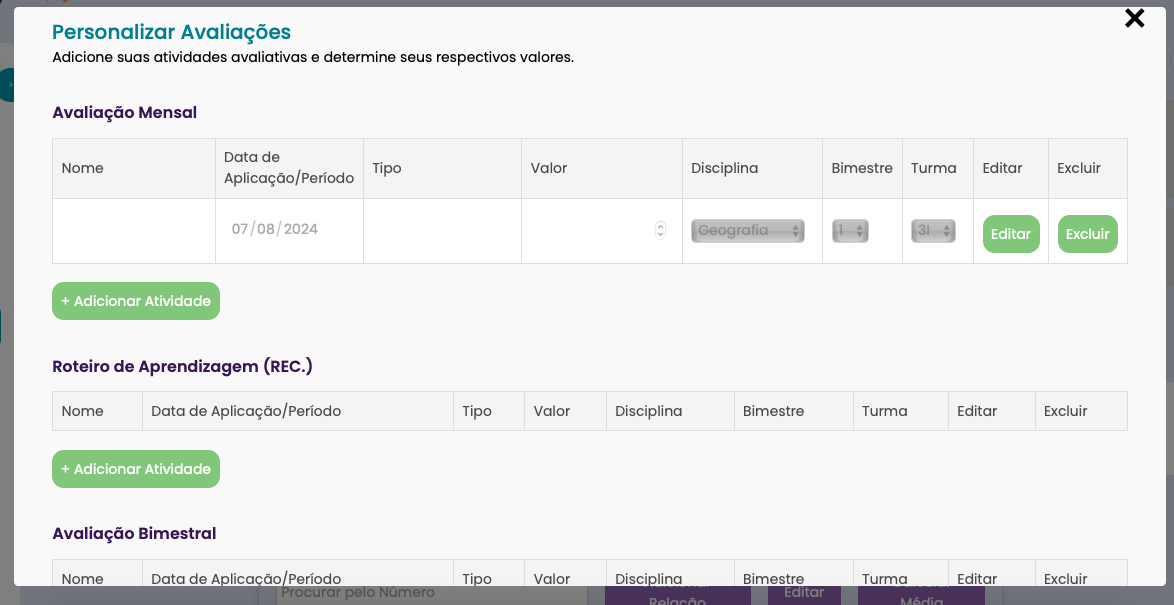 Personalizar Avaliações
Adicione suas atividades avaliativas e determine seus respectivos valores.
Avaliação Mensal
Nome Data de Aplicação/Período Tipo Valor Disciplina Bimestre Turma Editar Excluir
07/08/2024 Geografia 1 3I Editar Excluir
+ Adicionar Atividade
Roteiro de Aprendizagem (REC.)
Nome Data de Aplicação/Período Tipo Valor Disciplina Bimestre Turma Editar Excluir
+ Adicionar Atividade
Avaliação Bimestral
Nome Data de Aplicação/Período Tipo Valor Disciplina Bimestre Turma Editar Excluir
Procurar pelo Número Editar
Relação Média